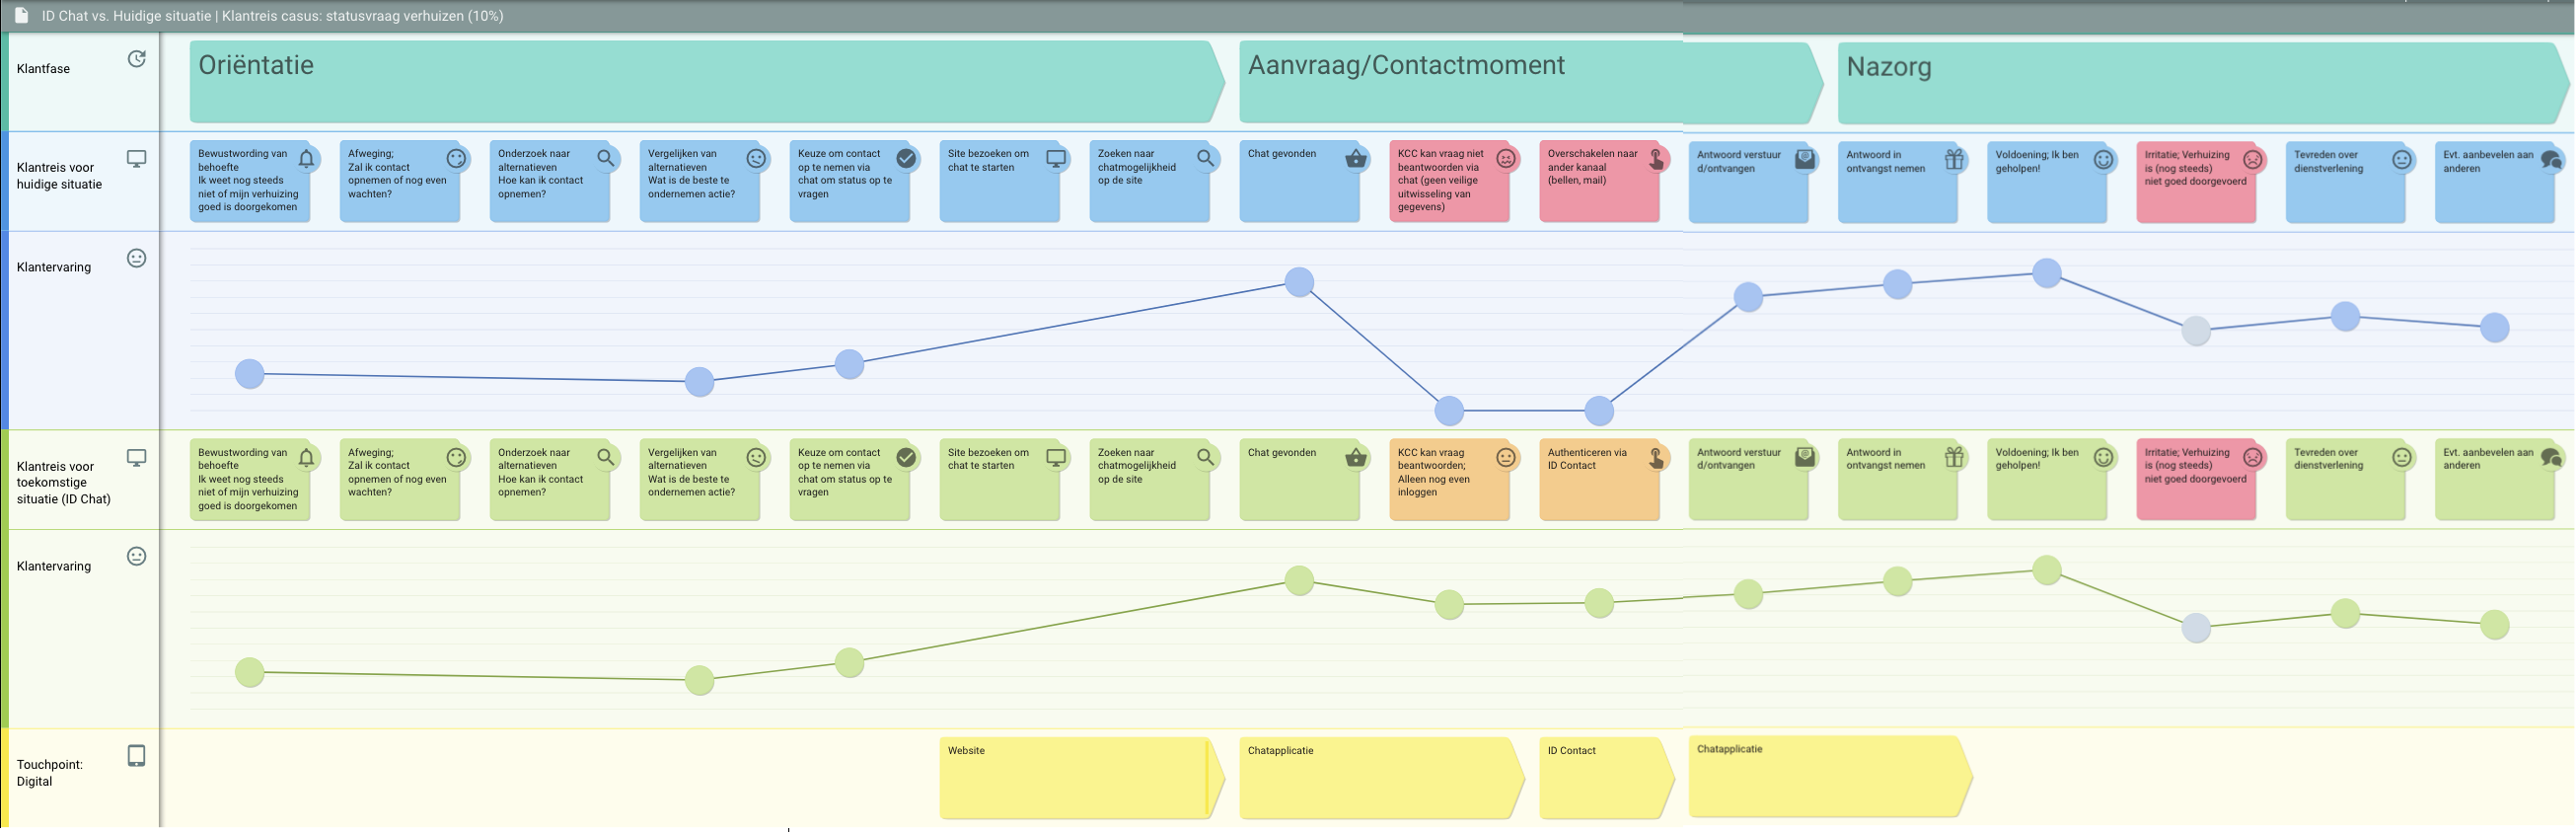 ID Chat vs. Huidige situatie | Klantreis casus: statusvraag verhuizen (10%)
Klantfase
Oriëntatie
Aanvraag/Contactmoment
Nazorg
Klantreis voor
huidige situatie
Bewustwording van
behoefte
Ik weet nog steeds
niet of mijn verhuizing
goed is doorgekomen
Afweging;
Zal ik contact
opnemen of nog even
wachten?
Onderzoek naar
alternatieven
Hoe kan ik contact
opnemen?
Vergelijken van
alternatieven
Wat is de beste te
ondernemen actie?
Keuze om contact
op te nemen via
chat om status op te
vragen
Site bezoeken om
chat te starten
Zoeken naar
chatmogelijkheid
op de site
Chat gevonden
KCC kan vraag niet
beantwoorden via
chat (geen veilige
uitwisseling van
gegevens)
Overschakelen naar
ander kanaal
(bellen, mail)
Antwoord verstuur
d/ontvangen
Antwoord in
ontvangst nemen
Voldoening; Ik ben
geholpen!
Irritatie; Verhuizing
is (nog steeds)
niet goed doorgevoerd
Tevreden over
dienstverlening
Evt. aanbevelen aan
anderen
Klantervaring
Klantreis voor
toekomstige
situatie (ID Chat)
Bewustwording van
behoefte
Ik weet nog steeds
niet of mijn verhuizing
goed is doorgekomen
Afweging;
Zal ik contact
opnemen of nog even
wachten?
Onderzoek naar
alternatieven
Hoe kan ik contact
opnemen?
Vergelijken van
alternatieven
Wat is de beste te
ondernemen actie?
Keuze om contact
op te nemen via
chat om status op te
vragen
Site bezoeken om
chat te starten
Zoeken naar
chatmogelijkheid
op de site
Chat gevonden
KCC kan vraag
beantwoorden;
Alleen nog even
inloggen
Authenticeren via
ID Contact
Antwoord verstuur
d/ontvangen
Antwoord in
ontvangst nemen
Voldoening; Ik ben
geholpen!
Irritatie; Verhuizing
is (nog steeds)
niet goed doorgevoerd
Tevreden over
dienstverlening
Evt. aanbevelen aan
anderen
Klantervaring
Touchpoint:
Digital
Website
Chatapplicatie
ID Contact
Chatapplicatie